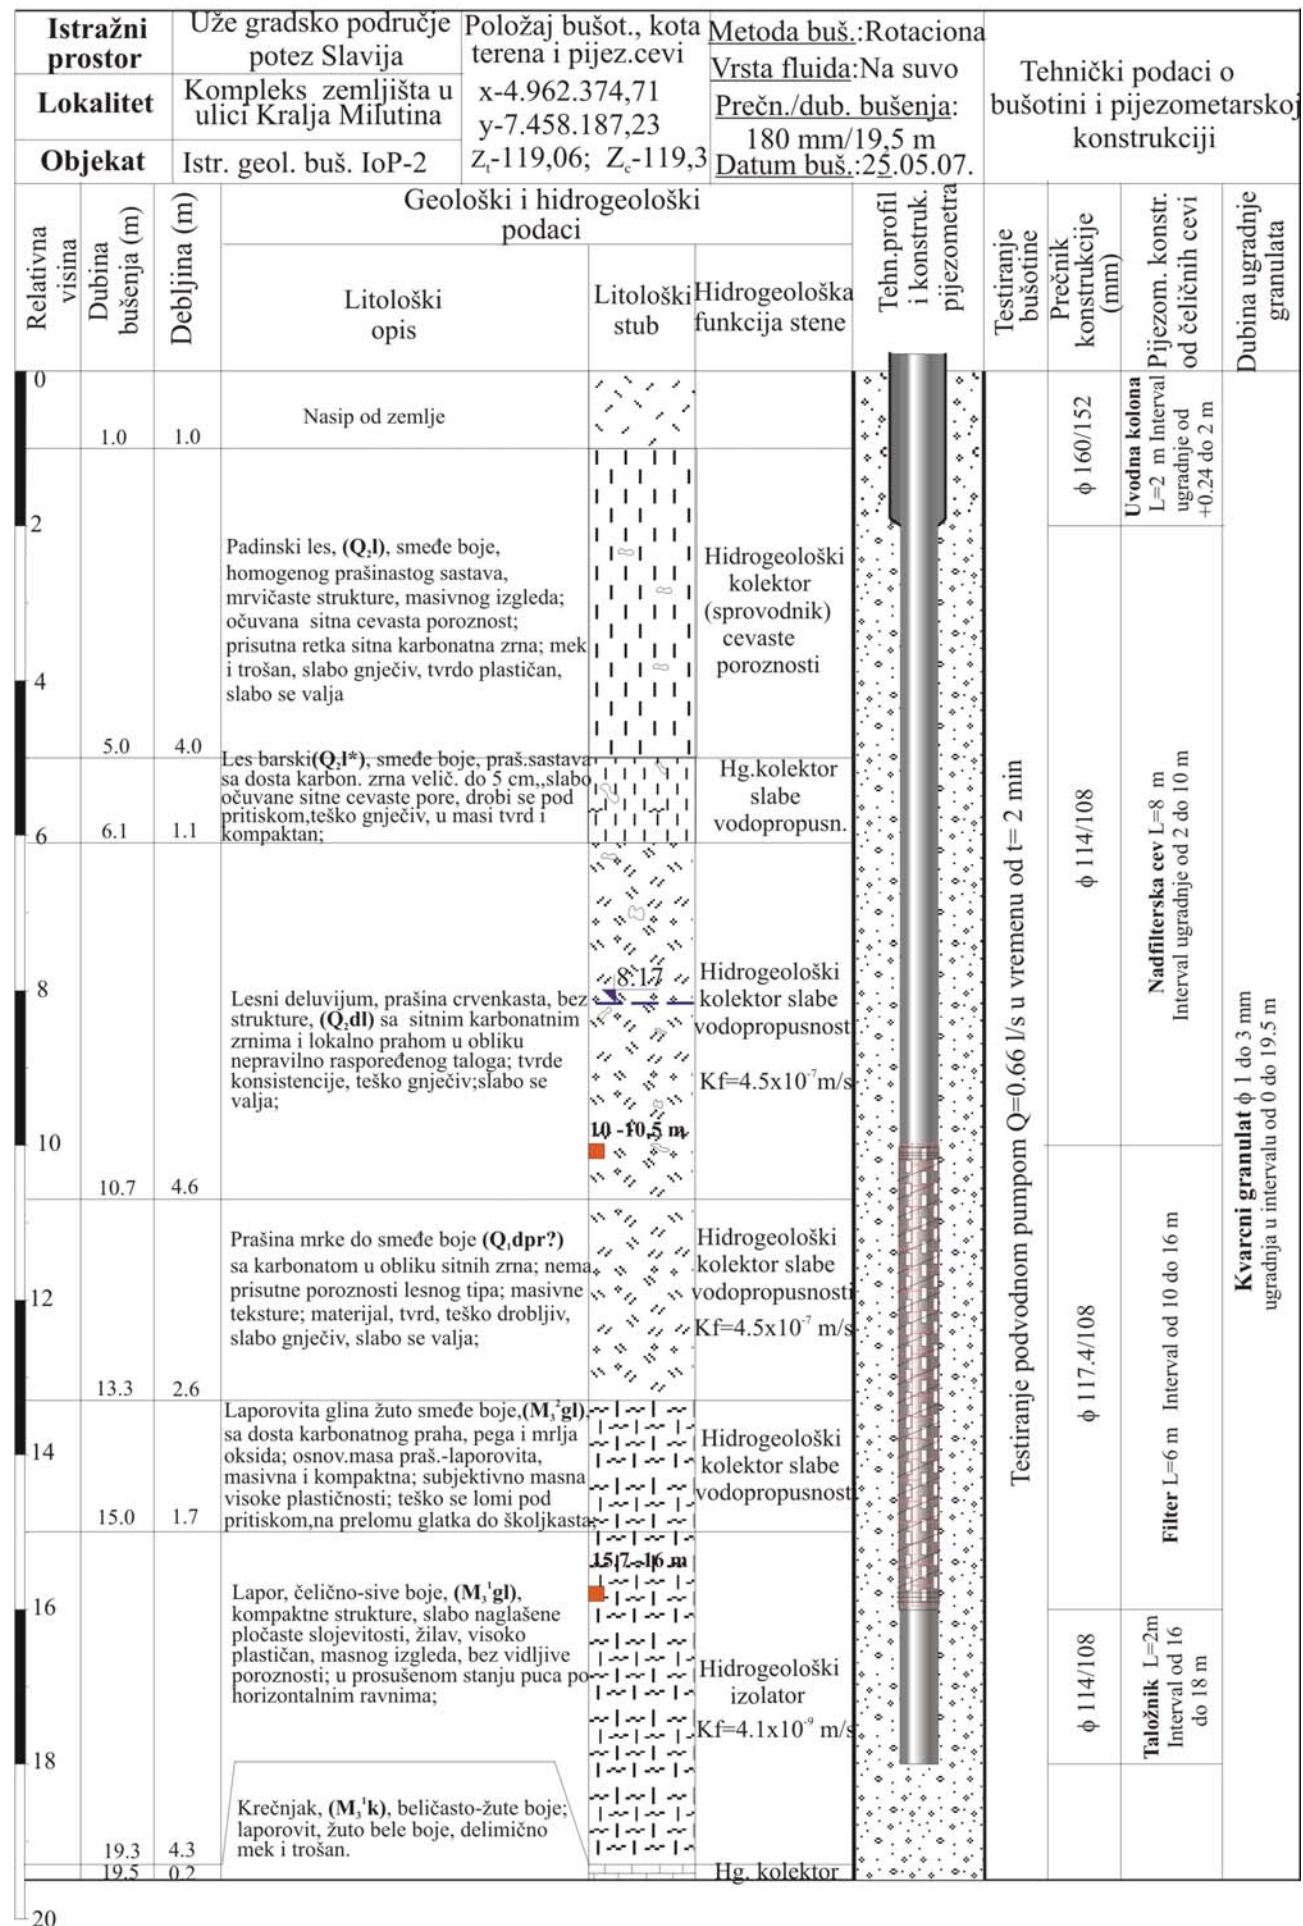 Istražni
prostor
Uže gradsko područje
potez Slavija
Položaj bušot., kota
terena i pijez.cevi
Metoda buš.:Rotaciona
Vrsta fluida:Na suvo
Tehnički podaci o
bušotini i pijezometarskoj
konstrukciji
Lokalitet
Kompleks zemljišta u
ulici Kralja Milutina
x-4.962.374,71
y-7.458.187,23
Prečn./dub. bušenja:
180 mm/19,5 m
Objekat
Istr. geol. buš. IoP-2
Zt-119,06; Zc-119,3
Datum buš.:25.05.07.
Relativna
visina
Dubina
bušenja (m)
Debljina (m)
Geološki i hidrogeološki
podaci
Litološki
opis
Litološki
stub
Hidrogeološka
funkcija stene
Tehn.profil
i konstruk.
pijezometra
Testiranje
bušotine
Prečnik
konstrukcije
(mm)
Pijezom. konstr.
od čeličnih cevi
Dubina ugradnje
granulata
0
2
4
6
8
10
12
14
16
18
20
Nasip od zemlje
1.0 1.0
Padinski les, (Q₂l), smeđe boje,
homogenog prašinastog sastava,
mrvičaste strukture, masivnog izgleda;
očuvana sitna cevasta poroznost;
prisutna retka sitna karbonatna zrna; mek
i trošan, slabo gnječiv, tvrdo plastičan,
slabo se valja
5.0 4.0
Hidrogeološki
kolektor
(sprovodnik)
cevaste
poroznosti
Les barski(Q₂l*), smeđe boje, praš.sastava
sa dosta karbon. zrna velič. do 5 cm,,slabo
očuvane sitne cevaste pore, drobi se pod
pritiskom,teško gnječiv, u masi tvrd i
kompaktan;
6.1 1.1
Hg.kolektor
slabe
vodopropusn.
Lesni deluvijum, prašina crvenkasta, bez
strukture, (Q₂dl) sa sitnim karbonatnim
zrnima i lokalno prahom u obliku
nepravilno raspoređenog taloga; tvrde
konsistencije, teško gnječiv;slabo se
valja;
10.7 4.6
8.17
10 -10,5 m
Hidrogeološki
kolektor slabe
vodopropusnost
Kf=4.5x10⁻⁷m/s
Prašina mrke do smeđe boje (Q₁dpr?)
sa karbonatom u obliku sitnih zrna; nema
prisutne poroznosti lesnog tipa; masivne
teksture; materijal, tvrd, teško drobljiv,
slabo gnječiv, slabo se valja;
13.3 2.6
Hidrogeološki
kolektor slabe
vodopropusnosti
Kf=4.5x10⁻⁷ m/s
Laporovita glina žuto smeđe boje,(M₃²gl),
sa dosta karbonatnog praha, pega i mrlja
oksida; osnov.masa praš.-laporovita,
masivna i kompaktna; subjektivno masna
visoke plastičnosti; teško se lomi pod
pritiskom,na prelomu glatka do školjkasta;
15.0 1.7
Hidrogeološki
kolektor slabe
vodopropusnost
15,7 -16 m
Lapor, čelično-sive boje, (M₃¹gl),
kompaktne strukture, slabo naglašene
pločaste slojevitosti, žilav, visoko
plastičan, masnog izgleda, bez vidljive
poroznosti; u prosušenom stanju puca po
horizontalnim ravnima;
19.3 4.3
Hidrogeološki
izolator
Kf=4.1x10⁻⁹ m/s
Krečnjak, (M₃¹k), beličasto-žute boje;
laporovit, žuto bele boje, delimično
mek i trošan.
19.5 0.2
Hg. kolektor
Testiranje podvodnom pumpom Q=0.66 l/s u vremenu od t= 2 min
ϕ 160/152
ϕ 114/108
ϕ 117.4/108
ϕ 114/108
Uvodna kolona
L=2 m Interval
ugradnje od
+0.24 do 2 m
Nadfilterska cev L=8 m
Interval ugradnje od 2 do 10 m
Filter L=6 m Interval od 10 do 16 m
Taložnik L=2m
Interval od 16
do 18 m
Kvarcni granulat ϕ 1 do 3 mm
ugradnja u intervalu od 0 do 19.5 m